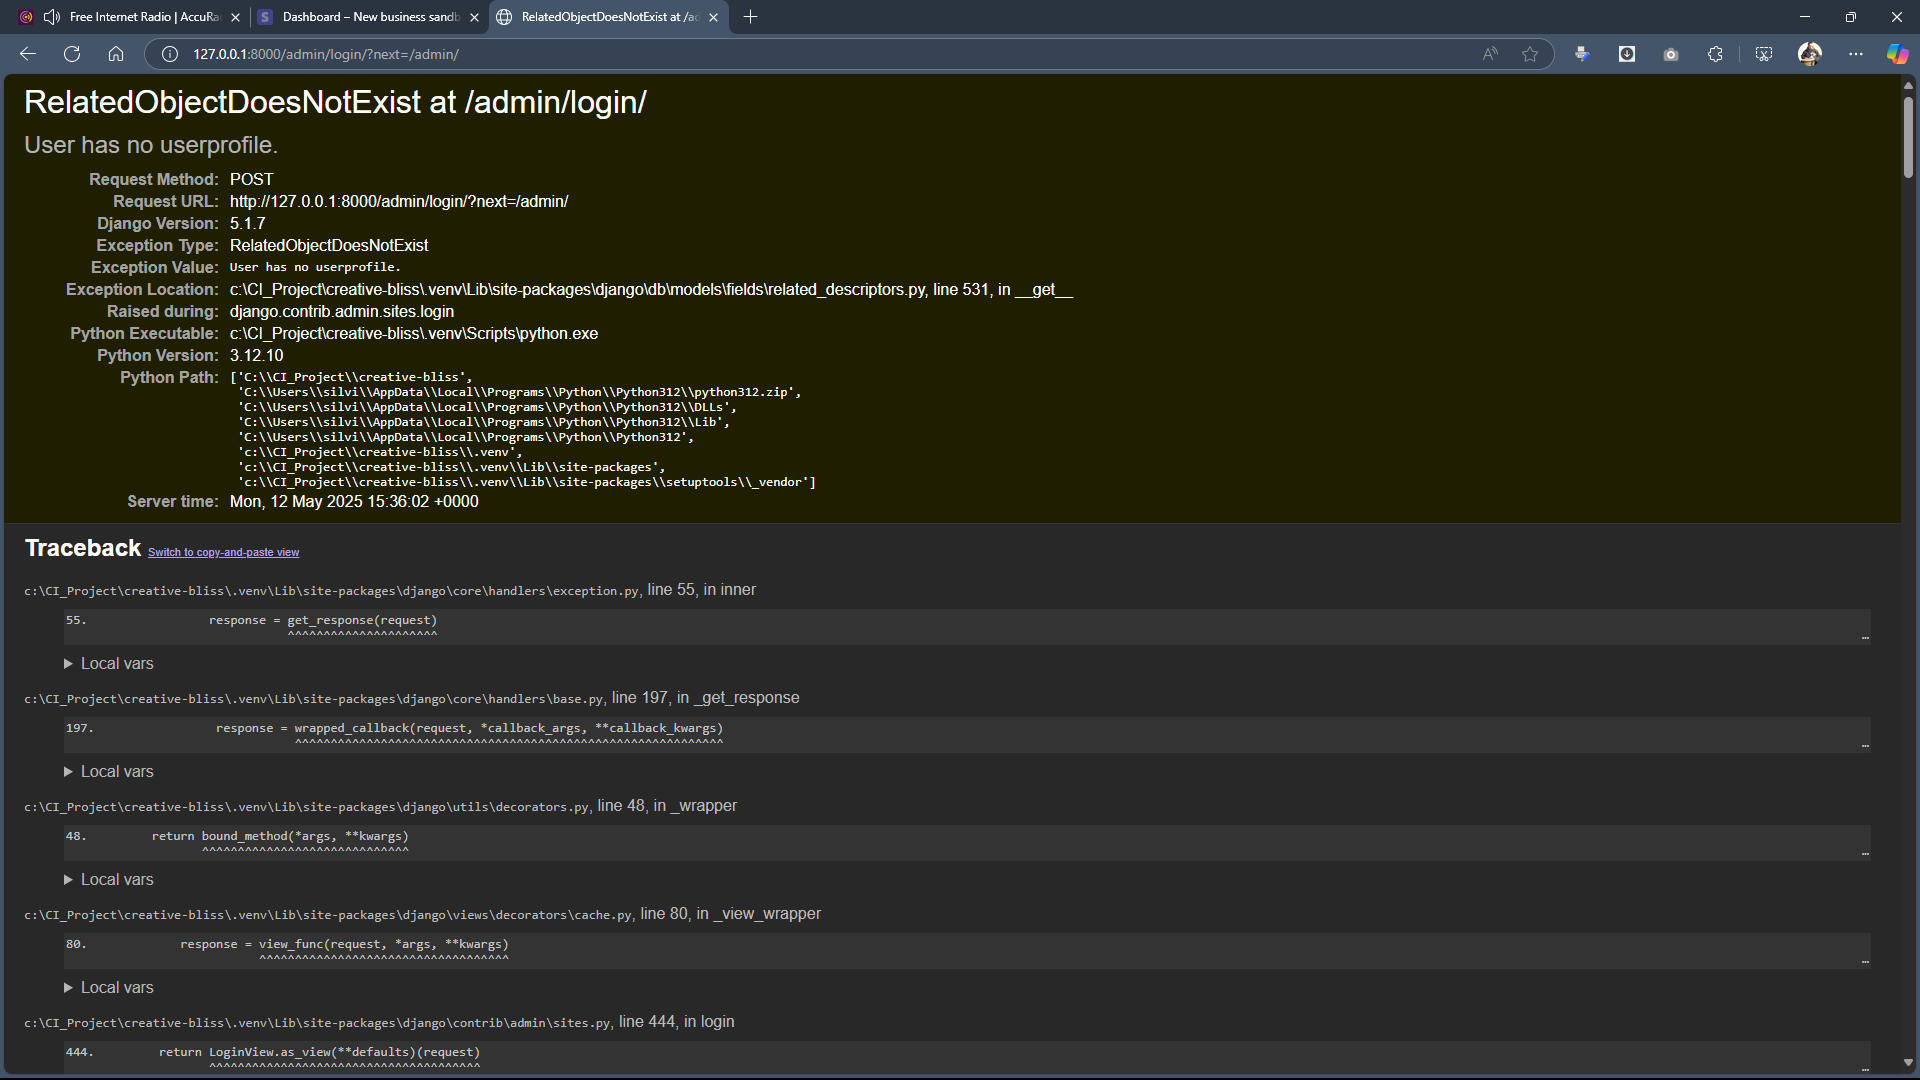 Free Internet Radio | AccuRa
Dashboard – New business sandb
RelatedObjectDoesNotExist at /ad
127.0.0.1:8000/admin/login/?next=/admin/
RelatedObjectDoesNotExist at /admin/login/
User has no userprofile.
Request Method: POST
Request URL: http://127.0.0.1:8000/admin/login/?next=/admin/
Django Version: 5.1.7
Exception Type: RelatedObjectDoesNotExist
Exception Value: User has no userprofile.
Exception Location: c:\CI_Project\creative-bliss\.venv\Lib\site-packages\django\db\models\fields\related_descriptors.py, line 531, in __get__
Raised during: django.contrib.admin.sites.login
Python Executable: c:\CI_Project\creative-bliss\.venv\Scripts\python.exe
Python Version: 3.12.10
Python Path: ['C:\\CI_Project\\creative-bliss',
'C:\\Users\\silvi\\AppData\\Local\\Programs\\Python\\Python312\\python312.zip',
'C:\\Users\\silvi\\AppData\\Local\\Programs\\Python\\Python312\\DLLs',
'C:\\Users\\silvi\\AppData\\Local\\Programs\\Python\\Python312\\Lib',
'C:\\Users\\silvi\\AppData\\Local\\Programs\\Python\\Python312',
'c:\\CI_Project\\creative-bliss\\.venv',
'c:\\CI_Project\\creative-bliss\\.venv\\Lib\\site-packages',
'c:\\CI_Project\\creative-bliss\\.venv\\Lib\\site-packages\\setuptools\\_vendor']
Server time: Mon, 12 May 2025 15:36:02 +0000
Traceback Switch to copy-and-paste view
c:\CI_Project\creative-bliss\.venv\Lib\site-packages\django\core\handlers\exception.py, line 55, in inner
55. response = get_response(request)
^^^^^^^^^^^^^^^^^^^^^
…
Local vars
c:\CI_Project\creative-bliss\.venv\Lib\site-packages\django\core\handlers\base.py, line 197, in _get_response
197. response = wrapped_callback(request, *callback_args, **callback_kwargs)
^^^^^^^^^^^^^^^^^^^^^^^^^^^^^^^^^^^^^^^^^^^^^^^^^^^^^^^^^^^^
…
Local vars
c:\CI_Project\creative-bliss\.venv\Lib\site-packages\django\utils\decorators.py, line 48, in _wrapper
48. return bound_method(*args, **kwargs)
^^^^^^^^^^^^^^^^^^^^^^^^^^^^^
…
Local vars
c:\CI_Project\creative-bliss\.venv\Lib\site-packages\django\views\decorators\cache.py, line 80, in _view_wrapper
80. response = view_func(request, *args, **kwargs)
^^^^^^^^^^^^^^^^^^^^^^^^^^^^^^^^^^^
…
Local vars
c:\CI_Project\creative-bliss\.venv\Lib\site-packages\django\contrib\admin\sites.py, line 444, in login
444. return LoginView.as_view(**defaults)(request)
^^^^^^^^^^^^^^^^^^^^^^^^^^^^^^^^^^^^^^
…